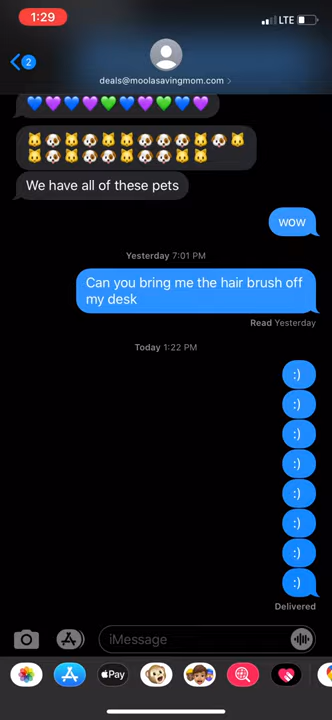 1:29
LTE
2
deals@moolasavingmom.com >
💙💜💙💜💚💙💜💚💙💜
🐱🐶🐱🐶🐱🐱🐶🐶🐶🐱🐶🐱
🐱🐶🐱🐶🐶🐱🐶🐶🐱🐱
We have all of these pets
wow
Yesterday 7:01 PM
Can you bring me the hair brush off
my desk
Read Yesterday
Today 1:22 PM
:)
:)
:)
:)
:)
:)
:)
:)
Delivered
iMessage
Pay